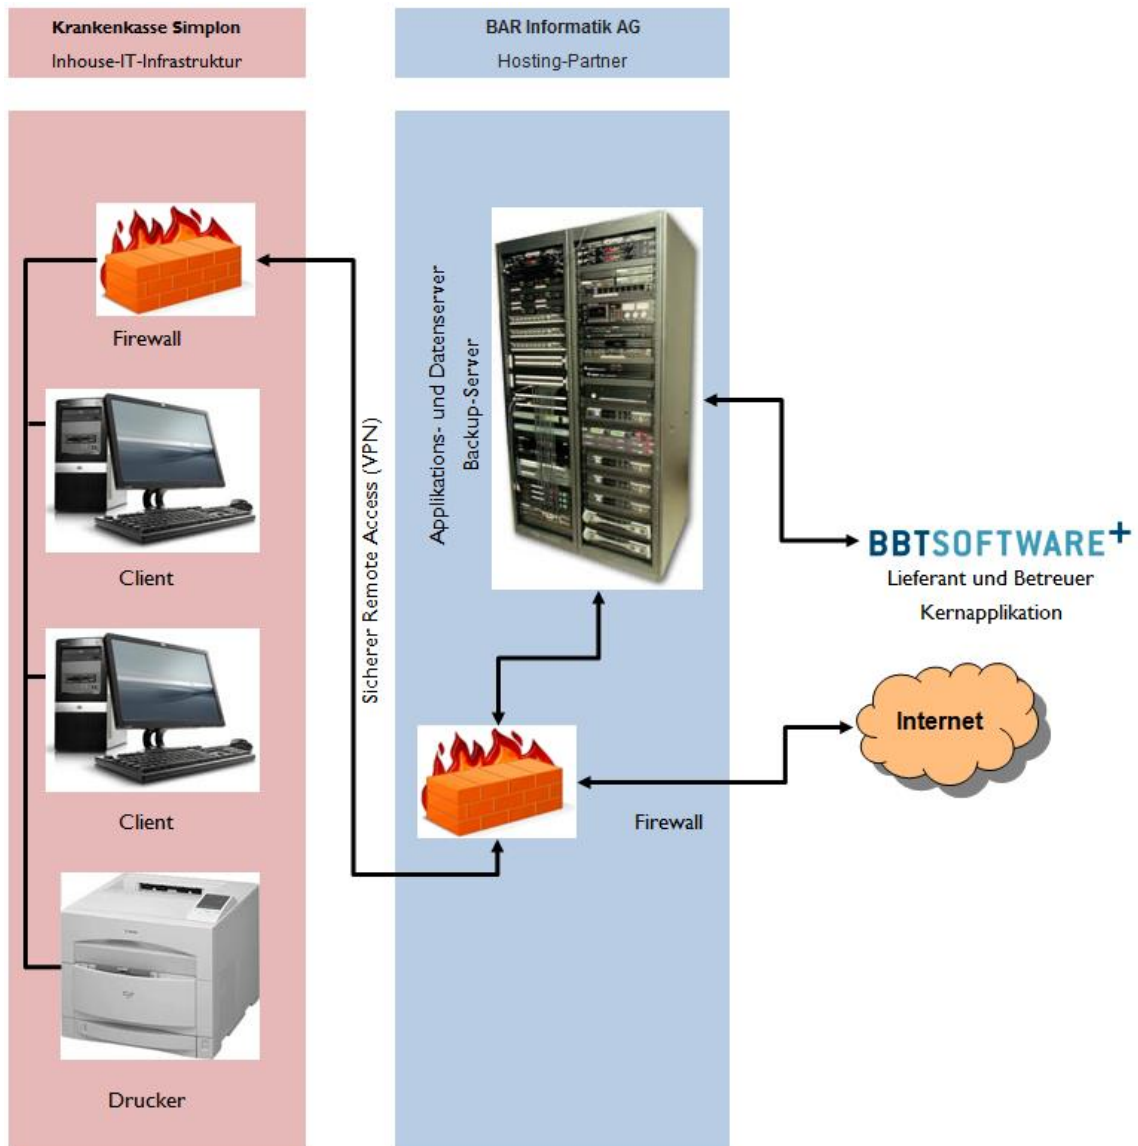 Krankenkasse Simplon
Inhouse-IT-Infrastruktur
BAR Informatik AG
Hosting-Partner
Firewall
Client
Client
Drucker
Sicherer Remote Access (VPN)
Applikations- und Datenserver
Backup-Server
Firewall
BBTSOFTWARE+
Lieferant und Betreuer
Kernapplikation
Internet